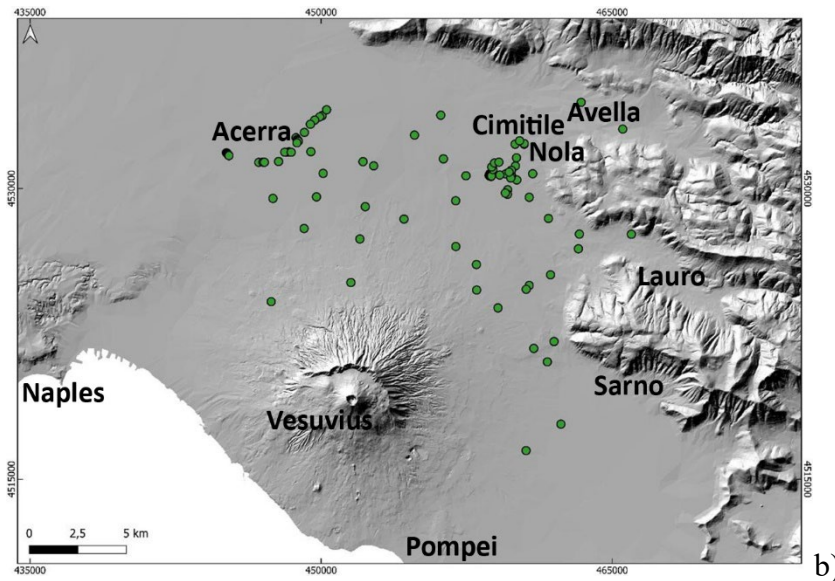 435000
450000
465000
Avella
Acerra
Cimitile
Nola
4530000
4530000
Lauro
Naples
Sarno
Vesuvius
4515000
4515000
0 2,5 5 km
Pompei
435000
450000
465000
b)